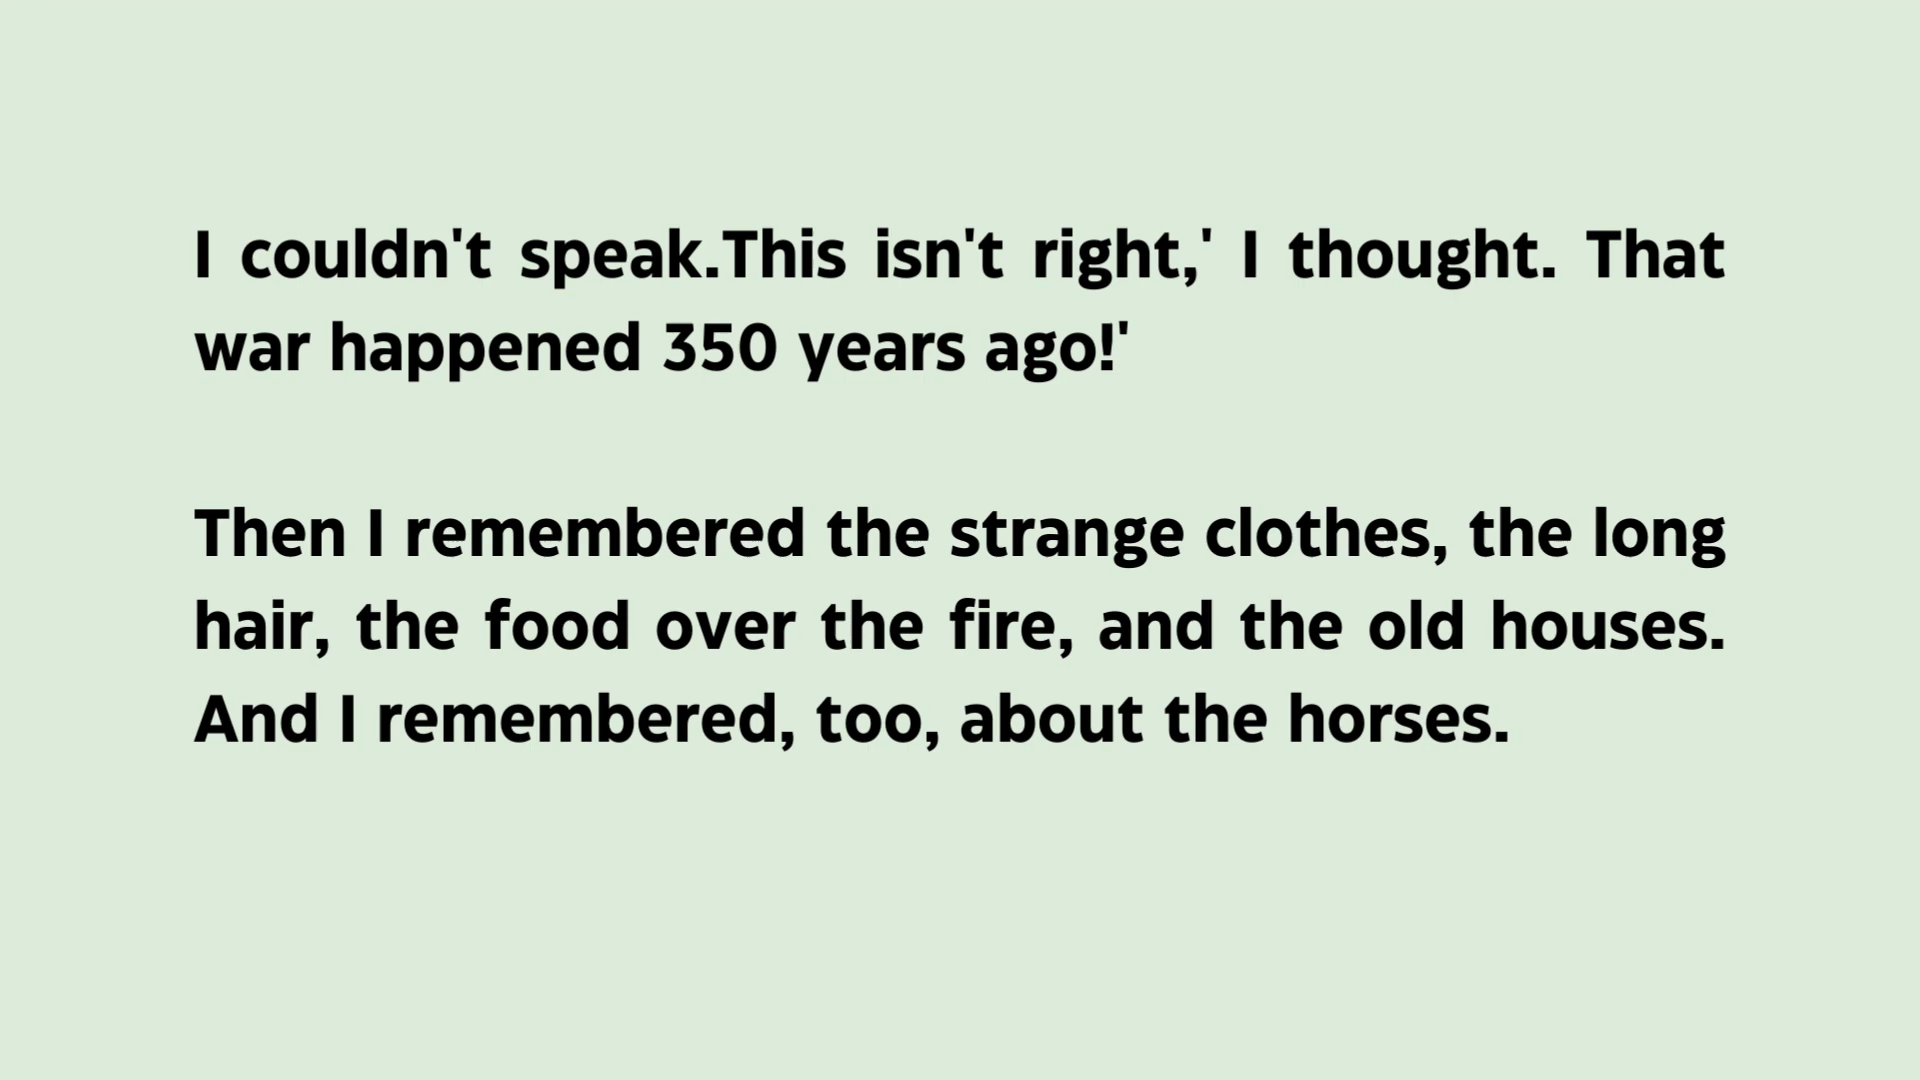 I couldn't speak.This isn't right,' I thought. That
war happened 350 years ago!'
Then I remembered the strange clothes, the long
hair, the food over the fire, and the old houses.
And I remembered, too, about the horses.